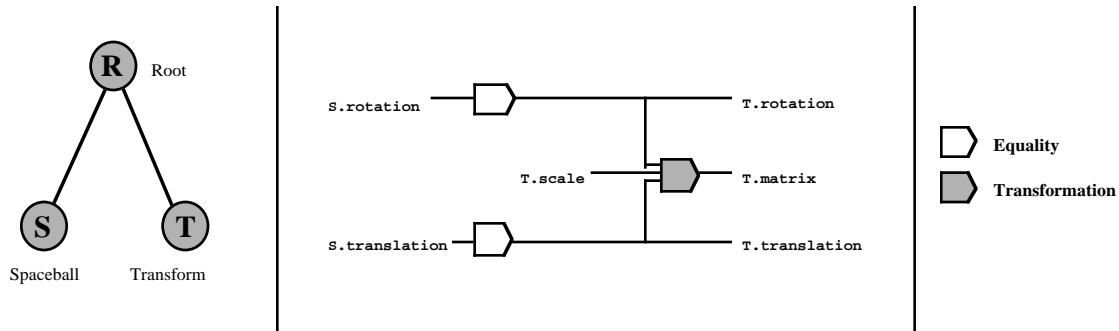 R Root
S T
Spaceball Transform
S.rotation T.rotation
T.scale T.matrix
S.translation T.translation
Equality
Transformation